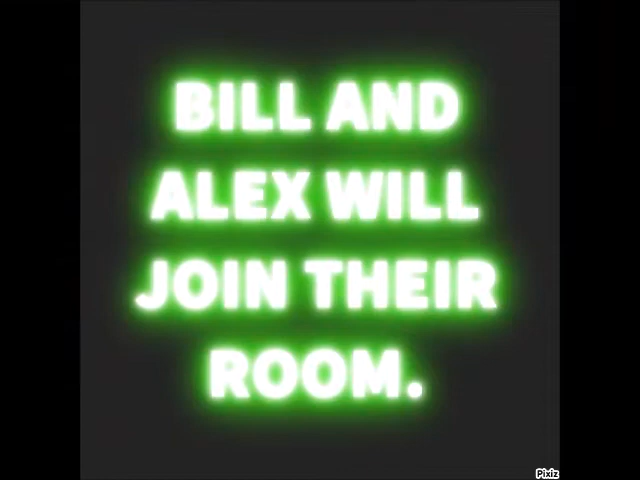 BILL AND
ALEX WILL
JOIN THEIR
ROOM.
Pixiz